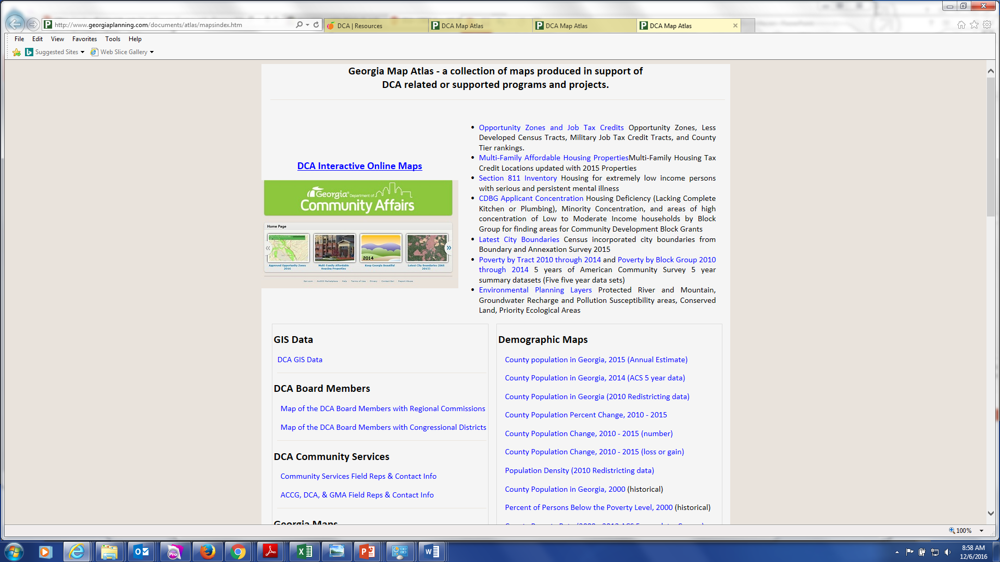 http://www.georgiaplanning.com/documents/atlas/mapsindex.htm
DCA | Resources
DCA Map Atlas
DCA Map Atlas
DCA Map Atlas
File Edit View Favorites Tools Help
Suggested Sites
Web Slice Gallery
Georgia Map Atlas - a collection of maps produced in support of
DCA related or supported programs and projects.
DCA Interactive Online Maps
Georgia® Department of
Community Affairs
Home Page
2014
Approved Opportunity Zones
2016
Multi-Family Affordable
Housing Properties
Keep Georgia Beautiful
Latest City Boundaries (BAS
2015)
Esri.com ArcGIS Marketplace Help Terms of Use Privacy Contact Esri Report Abuse
• Opportunity Zones and Job Tax Credits Opportunity Zones, Less
Developed Census Tracts, Military Job Tax Credit Tracts, and County
Tier rankings.
• Multi-Family Affordable Housing PropertiesMulti-Family Housing Tax
Credit Locations updated with 2015 Properties
• Section 811 Inventory Housing for extremely low income persons
with serious and persistent mental illness
• CDBG Applicant Concentration Housing Deficiency (Lacking Complete
Kitchen or Plumbing), Minority Concentration, and areas of high
concentration of Low to Moderate Income households by Block
Group for finding areas for Community Development Block Grants
• Latest City Boundaries Census incorporated city boundaries from
Boundary and Annexation Survey 2015
• Poverty by Tract 2010 through 2014 and Poverty by Block Group 2010
through 2014 5 years of American Community Survey 5 year
summary datasets (Five five year data sets)
• Environmental Planning Layers Protected River and Mountain,
Groundwater Recharge and Pollution Susceptibility areas, Conserved
Land, Priority Ecological Areas
GIS Data
DCA GIS Data
DCA Board Members
Map of the DCA Board Members with Regional Commissions
Map of the DCA Board Members with Congressional Districts
DCA Community Services
Community Services Field Reps & Contact Info
ACCG, DCA, & GMA Field Reps & Contact Info
Georgia Maps
Demographic Maps
County population in Georgia, 2015 (Annual Estimate)
County Population in Georgia, 2014 (ACS 5 year data)
County Population in Georgia (2010 Redistricting data)
County Population Percent Change, 2010 - 2015
County Population Change, 2010 - 2015 (number)
County Population Change, 2010 - 2015 (loss or gain)
Population Density (2010 Redistricting data)
County Population in Georgia, 2000 (historical)
Percent of Persons Below the Poverty Level, 2000 (historical)
100%
Pro
8:58 AM
12/6/2016